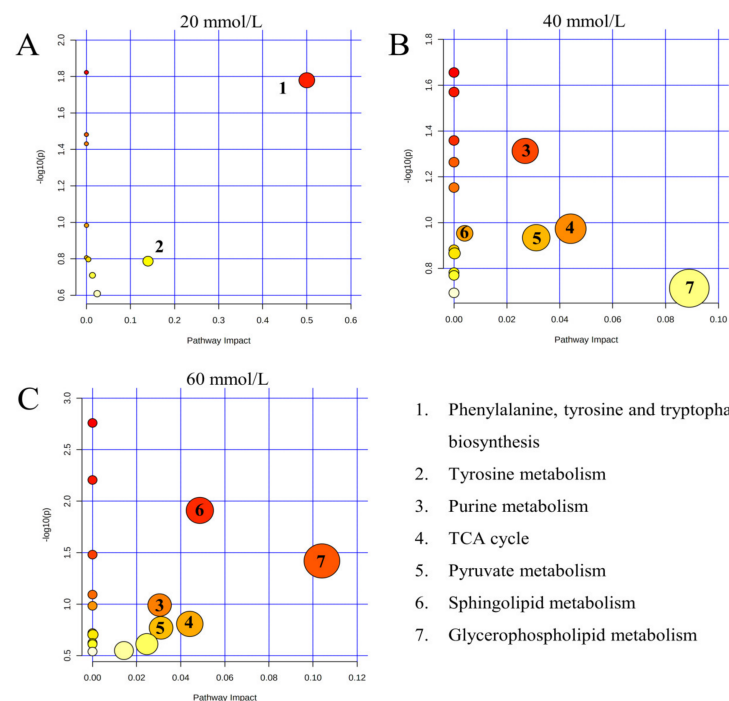 A
20 mmol/L
2.0
1.8
1.6
1.4
1.2
1.0
0.8
0.6
-log10(p)
1
2
0.0
0.1
0.2
0.3
0.4
0.5
0.6
Pathway Impact
B
40 mmol/L
1.8
1.6
1.4
1.2
1.0
0.8
-log10(p)
3
4
5
6
7
0.00
0.02
0.04
0.06
0.08
0.10
Pathway Impact
C
60 mmol/L
3.0
2.5
2.0
1.5
1.0
0.5
-log10(p)
6
7
3
4
5
0.00
0.02
0.04
0.06
0.08
0.10
0.12
Pathway Impact
1. Phenylalanine, tyrosine and tryptopha
biosynthesis
2. Tyrosine metabolism
3. Purine metabolism
4. TCA cycle
5. Pyruvate metabolism
6. Sphingolipid metabolism
7. Glycerophospholipid metabolism